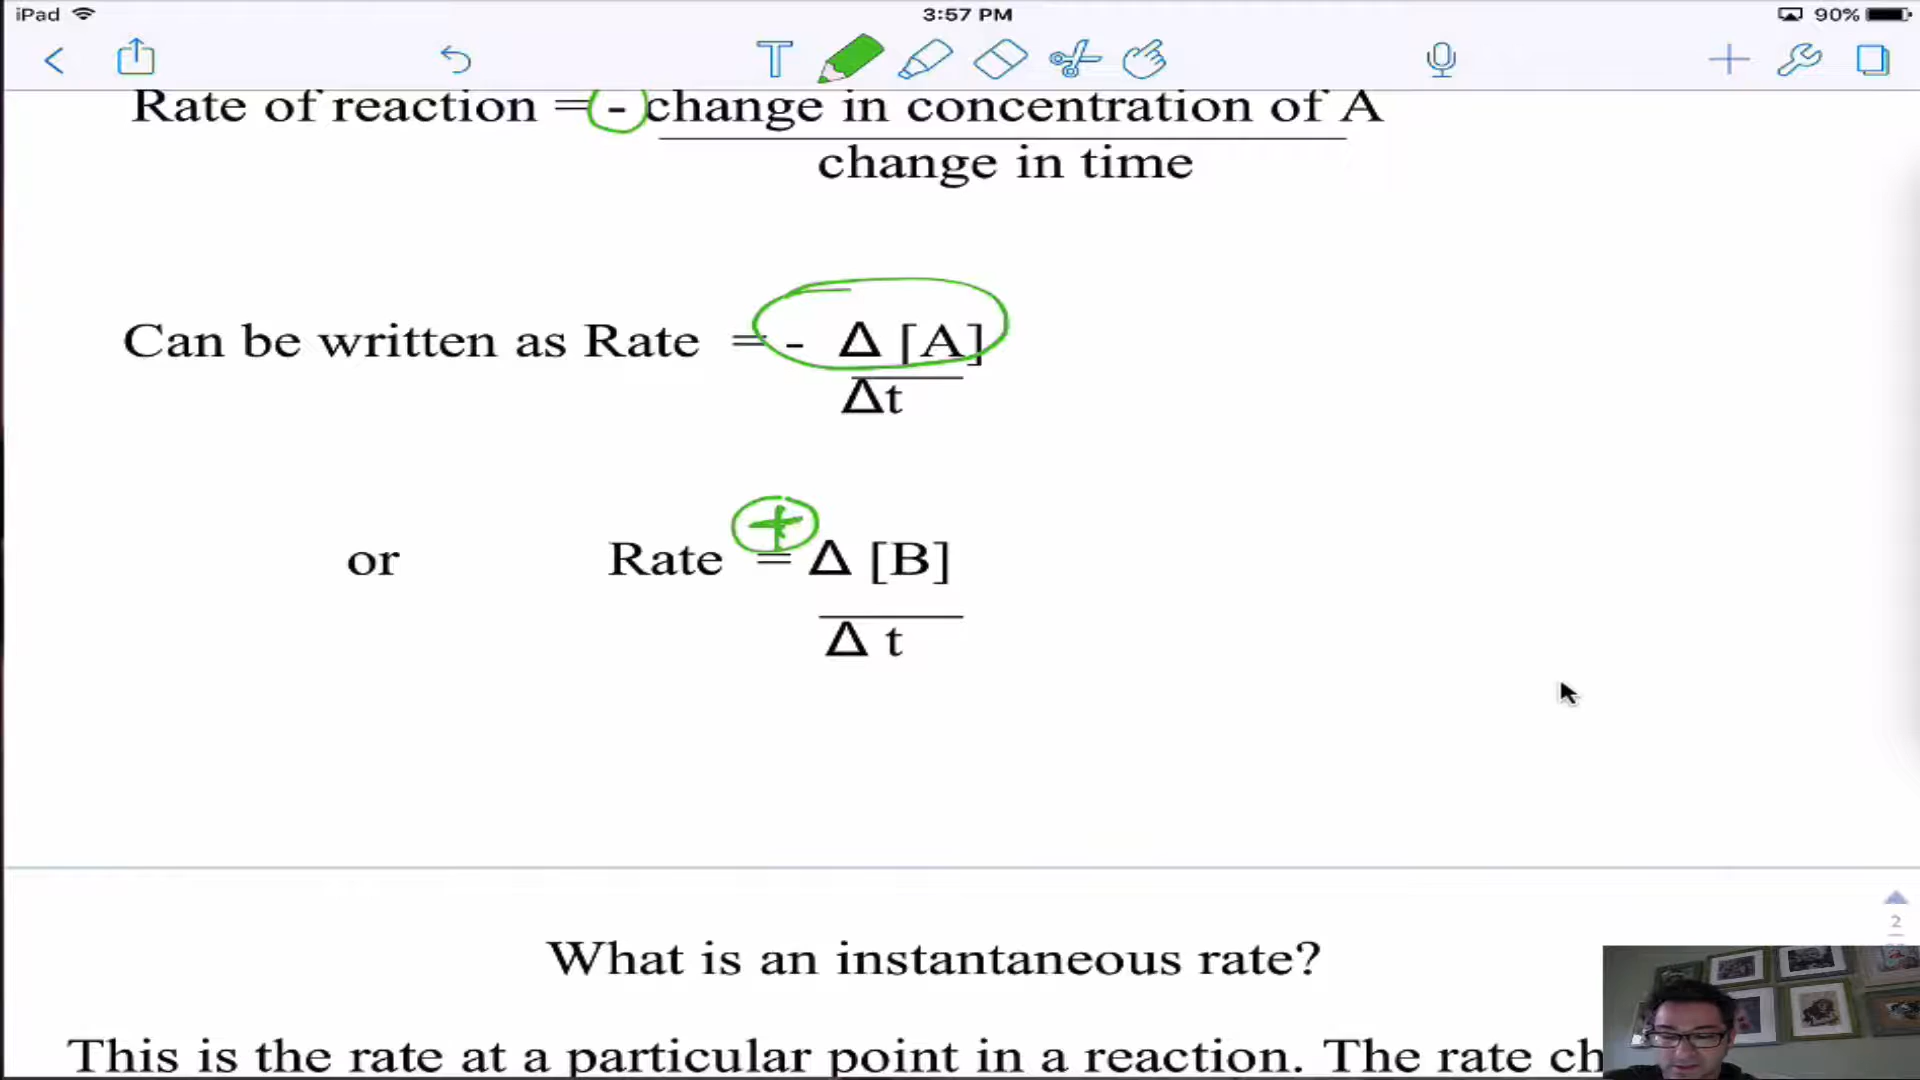 iPad 3:57 PM 90%
T
Rate of reaction = - change in concentration of A
change in time
Can be written as Rate = - Δ [A]
Δt
+
or Rate = Δ [B]
Δ t
2
What is an instantaneous rate?
This is the rate at a particular point in a reaction. The rate ch